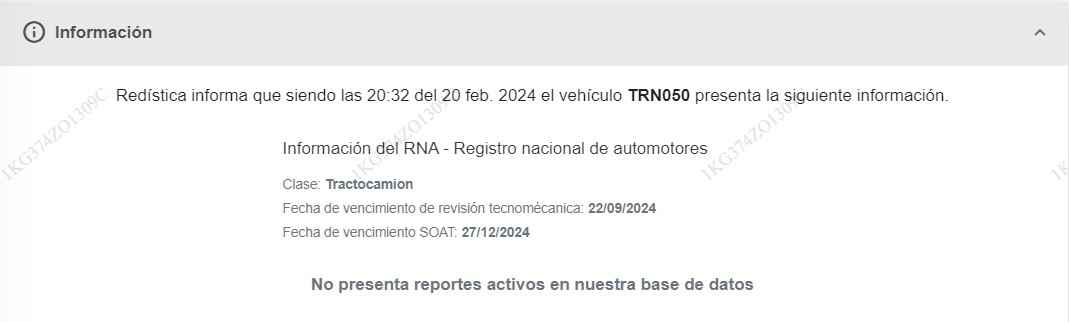 Información
Redística informa que siendo las 20:32 del 20 feb. 2024 el vehículo TRN050 presenta la siguiente información.
1KG374ZO1309C
1KG374ZO1309
1KG374ZO1309C
1K
Información del RNA - Registro nacional de automotores
Clase: Tractocamion
Fecha de vencimiento de revisión tecnomécanica: 22/09/2024
Fecha de vencimiento SOAT: 27/12/2024
No presenta reportes activos en nuestra base de datos